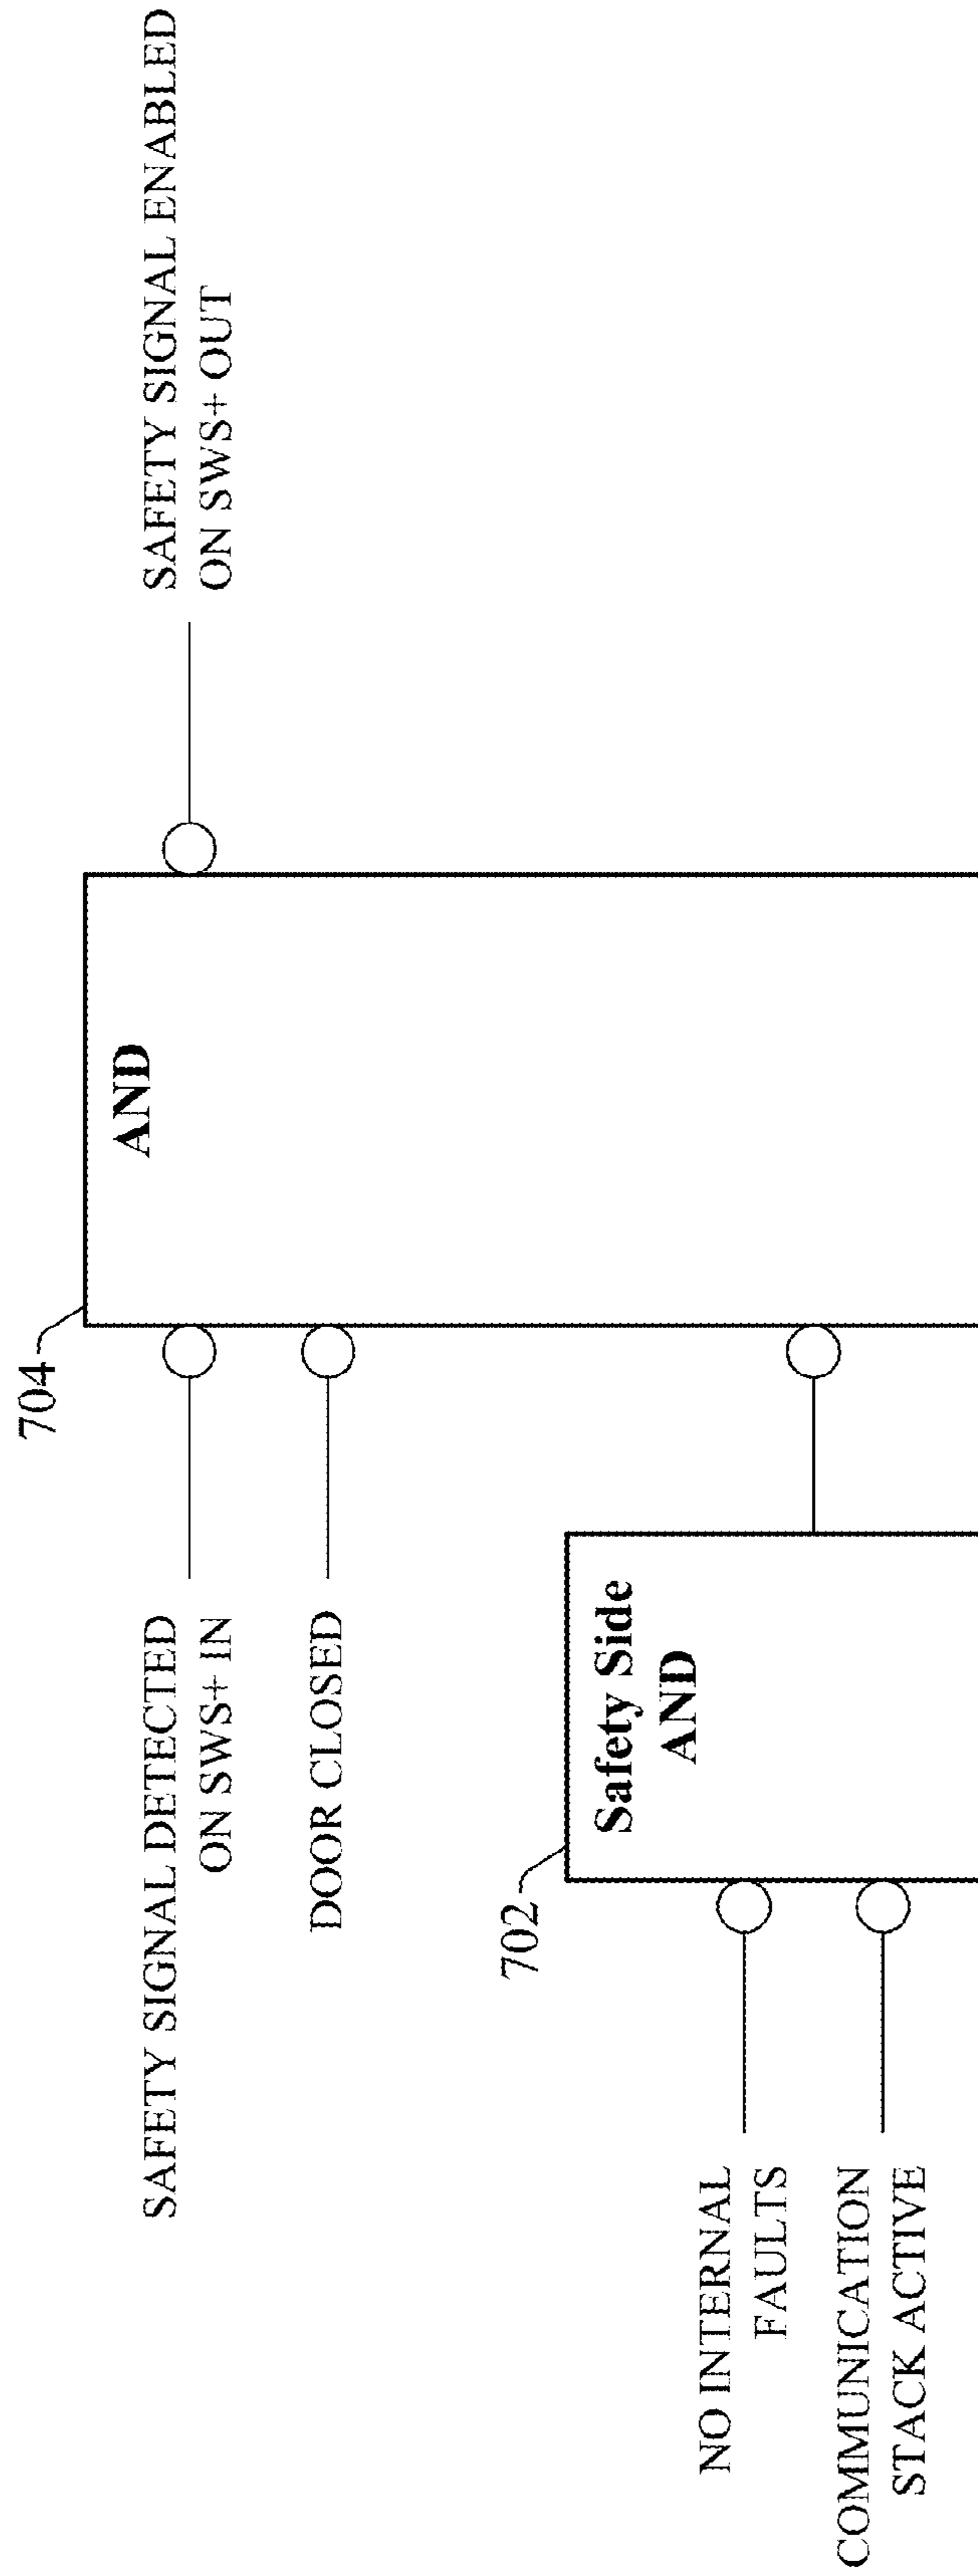 704
AND
SAFETY SIGNAL DETECTED
ON SWS+ IN
SAFETY SIGNAL ENABLED
ON SWS+ OUT
DOOR CLOSED
702
Safety Side
AND
NO INTERNAL
FAULTS
COMMUNICATION
STACK ACTIVE